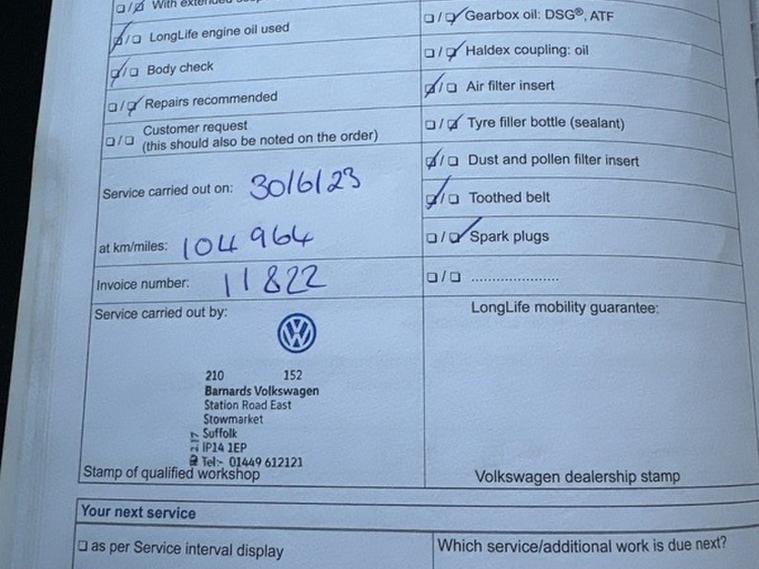 With extended
LongLife engine oil used
Body check
Repairs recommended
Customer request
(this should also be noted on the order)
Service carried out on: 30/6/23
at km/miles: 104 964
Invoice number: 11822
Service carried out by:
210 152
Barnards Volkswagen
Station Road East
Stowmarket
Suffolk
IP14 1EP
Tel:- 01449 612121
Stamp of qualified workshop
Gearbox oil: DSG®, ATF
Haldex coupling: oil
Air filter insert
Tyre filler bottle (sealant)
Dust and pollen filter insert
Toothed belt
Spark plugs
.....................
LongLife mobility guarantee:
Volkswagen dealership stamp
Your next service
as per Service interval display
Which service/additional work is due next?